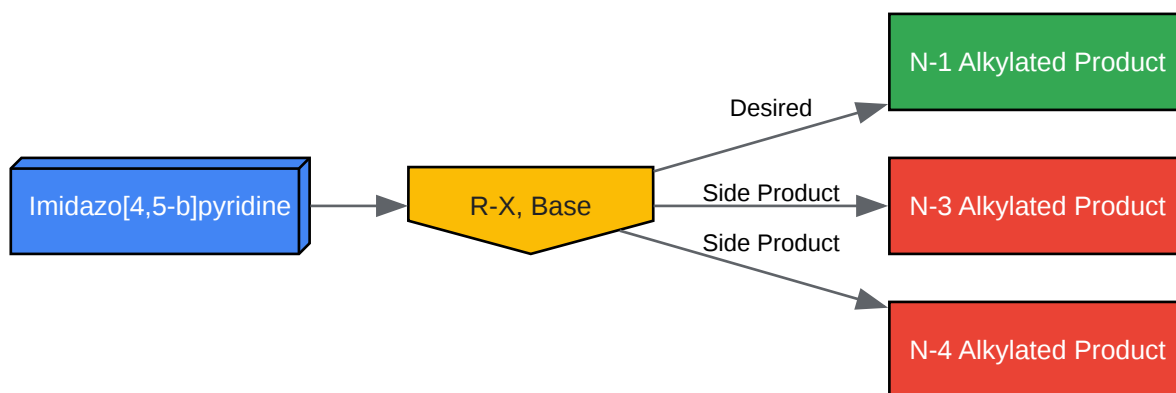 N-1 Alkylated Product
Desired
Imidazo[4,5-b]pyridine
R-X, Base
Side Product
N-3 Alkylated Product
Side Product
N-4 Alkylated Product